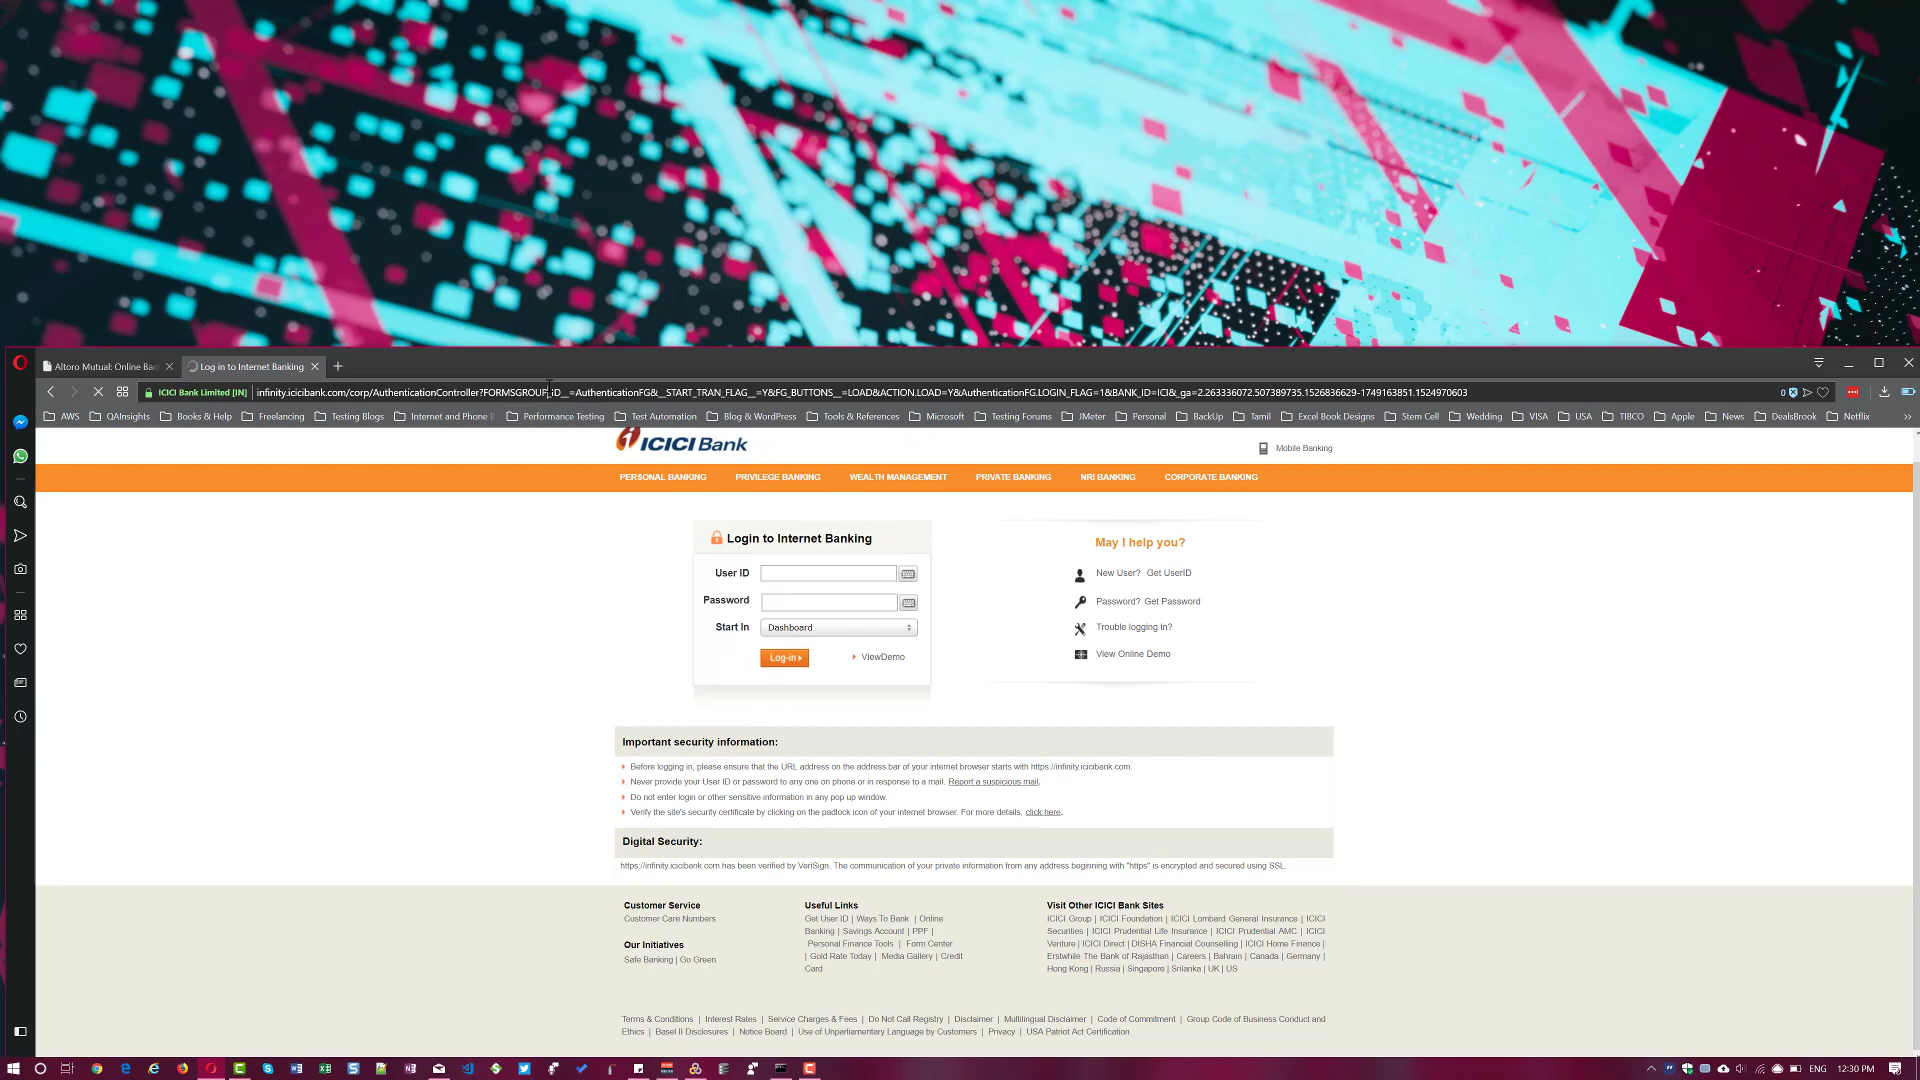 Altoro Mutual: Online Ban
Log in to Internet Banking
ICICI Bank Limited [IN]
infinity.icicibank.com/corp/AuthenticationController?FORMSGROUP_ID__=AuthenticationFG&__START_TRAN_FLAG__=Y&FG_BUTTONS__=LOAD&ACTION.LOAD=Y&AuthenticationFG.LOGIN_FLAG=1&BANK_ID=ICI&_ga=2.263336072.507389735.1526836629-1749163851.1524970603
0
AWS QAInsights Books & Help Freelancing Testing Blogs Internet and Phone Performance Testing Test Automation Blog & WordPress Tools & References Microsoft Testing Forums JMeter Personal BackUp Tamil Excel Book Designs Stem Cell Wedding VISA USA TIBCO Apple News DealsBrook Netflix »
ICICI Bank
Mobile Banking
PERSONAL BANKING PRIVILEGE BANKING WEALTH MANAGEMENT PRIVATE BANKING NRI BANKING CORPORATE BANKING
Login to Internet Banking
User ID
Password
Start In Dashboard
Log-in ViewDemo
May I help you?
New User? Get UserID
Password? Get Password
Trouble logging in?
View Online Demo
Important security information:
Before logging in, please ensure that the URL address on the address bar of your internet browser starts with https://infinity.icicibank.com.
Never provide your User ID or password to any one on phone or in response to a mail. Report a suspicious mail.
Do not enter login or other sensitive information in any pop up window.
Verify the site's security certificate by clicking on the padlock icon of your internet browser. For more details, click here.
Digital Security:
https://infinity.icicibank.com has been verified by VeriSign. The communication of your private information from any address beginning with "https" is encrypted and secured using SSL.
Customer Service
Customer Care Numbers
Our Initiatives
Safe Banking | Go Green
Useful Links
Get User ID | Ways To Bank | Online
Banking | Savings Account | PPF |
Personal Finance Tools | Form Center
| Gold Rate Today | Media Gallery | Credit
Card
Visit Other ICICI Bank Sites
ICICI Group | ICICI Foundation | ICICI Lombard General Insurance | ICICI
Securities | ICICI Prudential Life Insurance | ICICI Prudential AMC | ICICI
Venture | ICICI Direct | DISHA Financial Counselling | ICICI Home Finance |
Erstwhile The Bank of Rajasthan | Careers | Bahrain | Canada | Germany |
Hong Kong | Russia | Singapore | Srilanka | UK | US
Terms & Conditions | Interest Rates | Service Charges & Fees | Do Not Call Registry | Disclaimer | Multilingual Disclaimer | Code of Commitment | Group Code of Business Conduct and
Ethics | Basel II Disclosures | Notice Board | Use of Unparliamentary Language by Customers | Privacy | USA Patriot Act Certification
ENG 12:30 PM